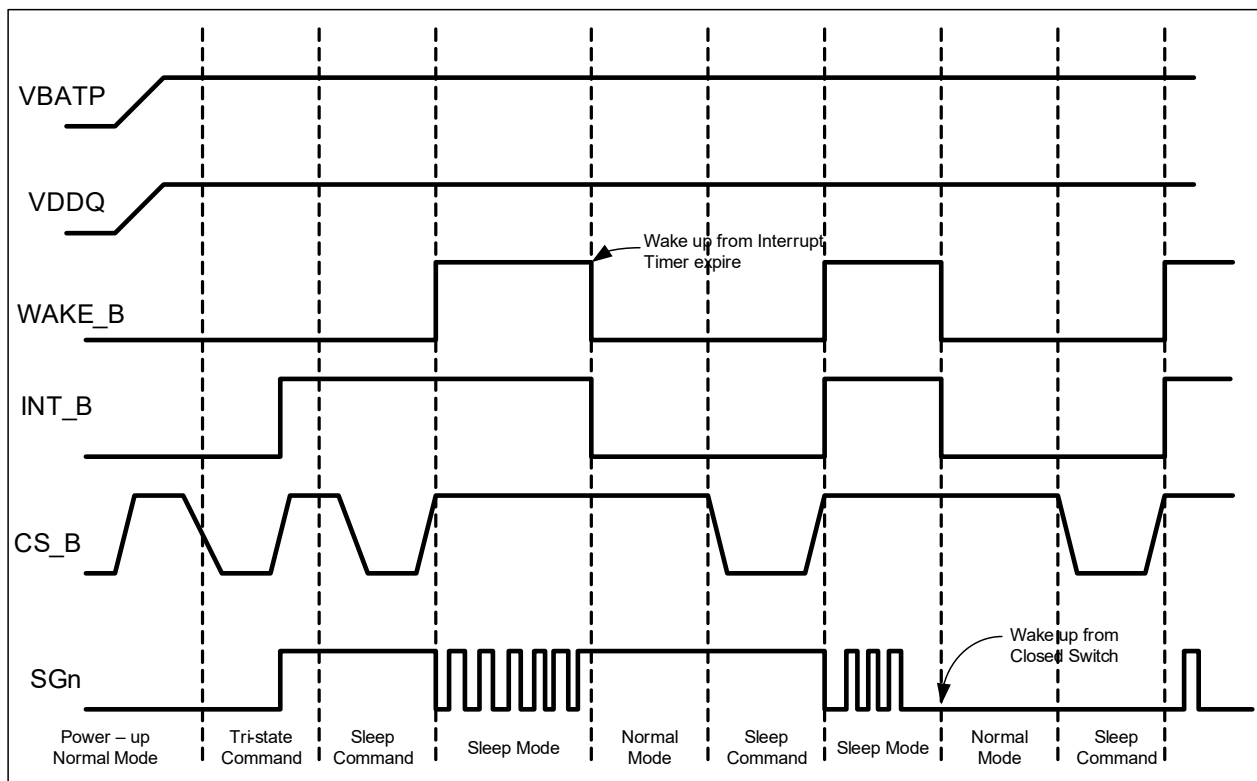 VBATP
VDDQ
Wake up from Interrupt
Timer expire
WAKE_B
INT_B
CS_B
Wake up from
Closed Switch
SGn
Power – up
Normal Mode
Tri-state
Command
Sleep
Command
Sleep Mode
Normal
Mode
Sleep
Command
Sleep Mode
Normal
Mode
Sleep
Command